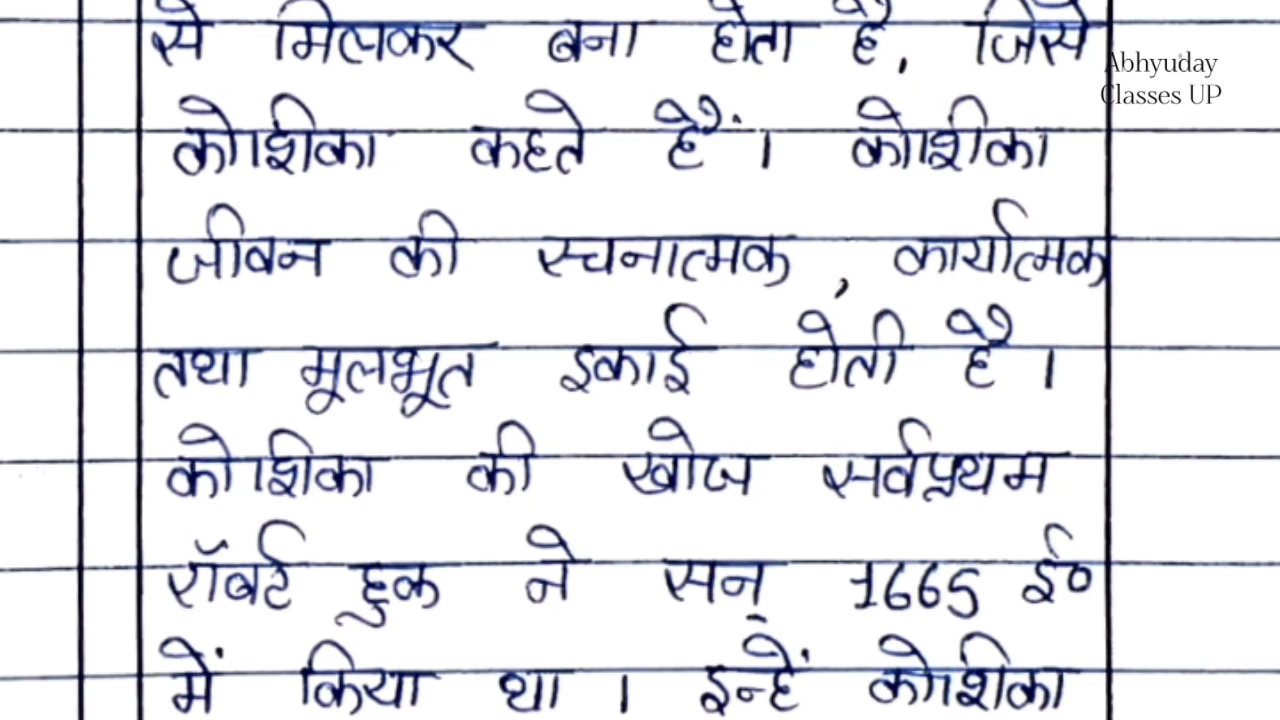 से मिलकर बना होता है, जिसे
Abhyuday
Classes UP
कोशिका कहते हैं। कोशिका
जीवन की रचनात्मक, कार्यात्मक
तथा मूलभूत इकाई होती है।
कोशिका की खोज सर्वप्रथम
रॉबर्ट हुक ने सन् 1665 ई०
में किया था। इन्हें कोशिका